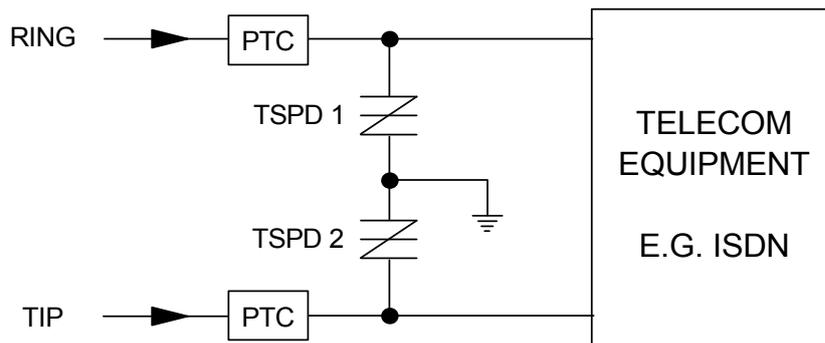 RING
PTC
TSPD 1
TELECOM
EQUIPMENT
E.G. ISDN
TSPD 2
TIP
PTC